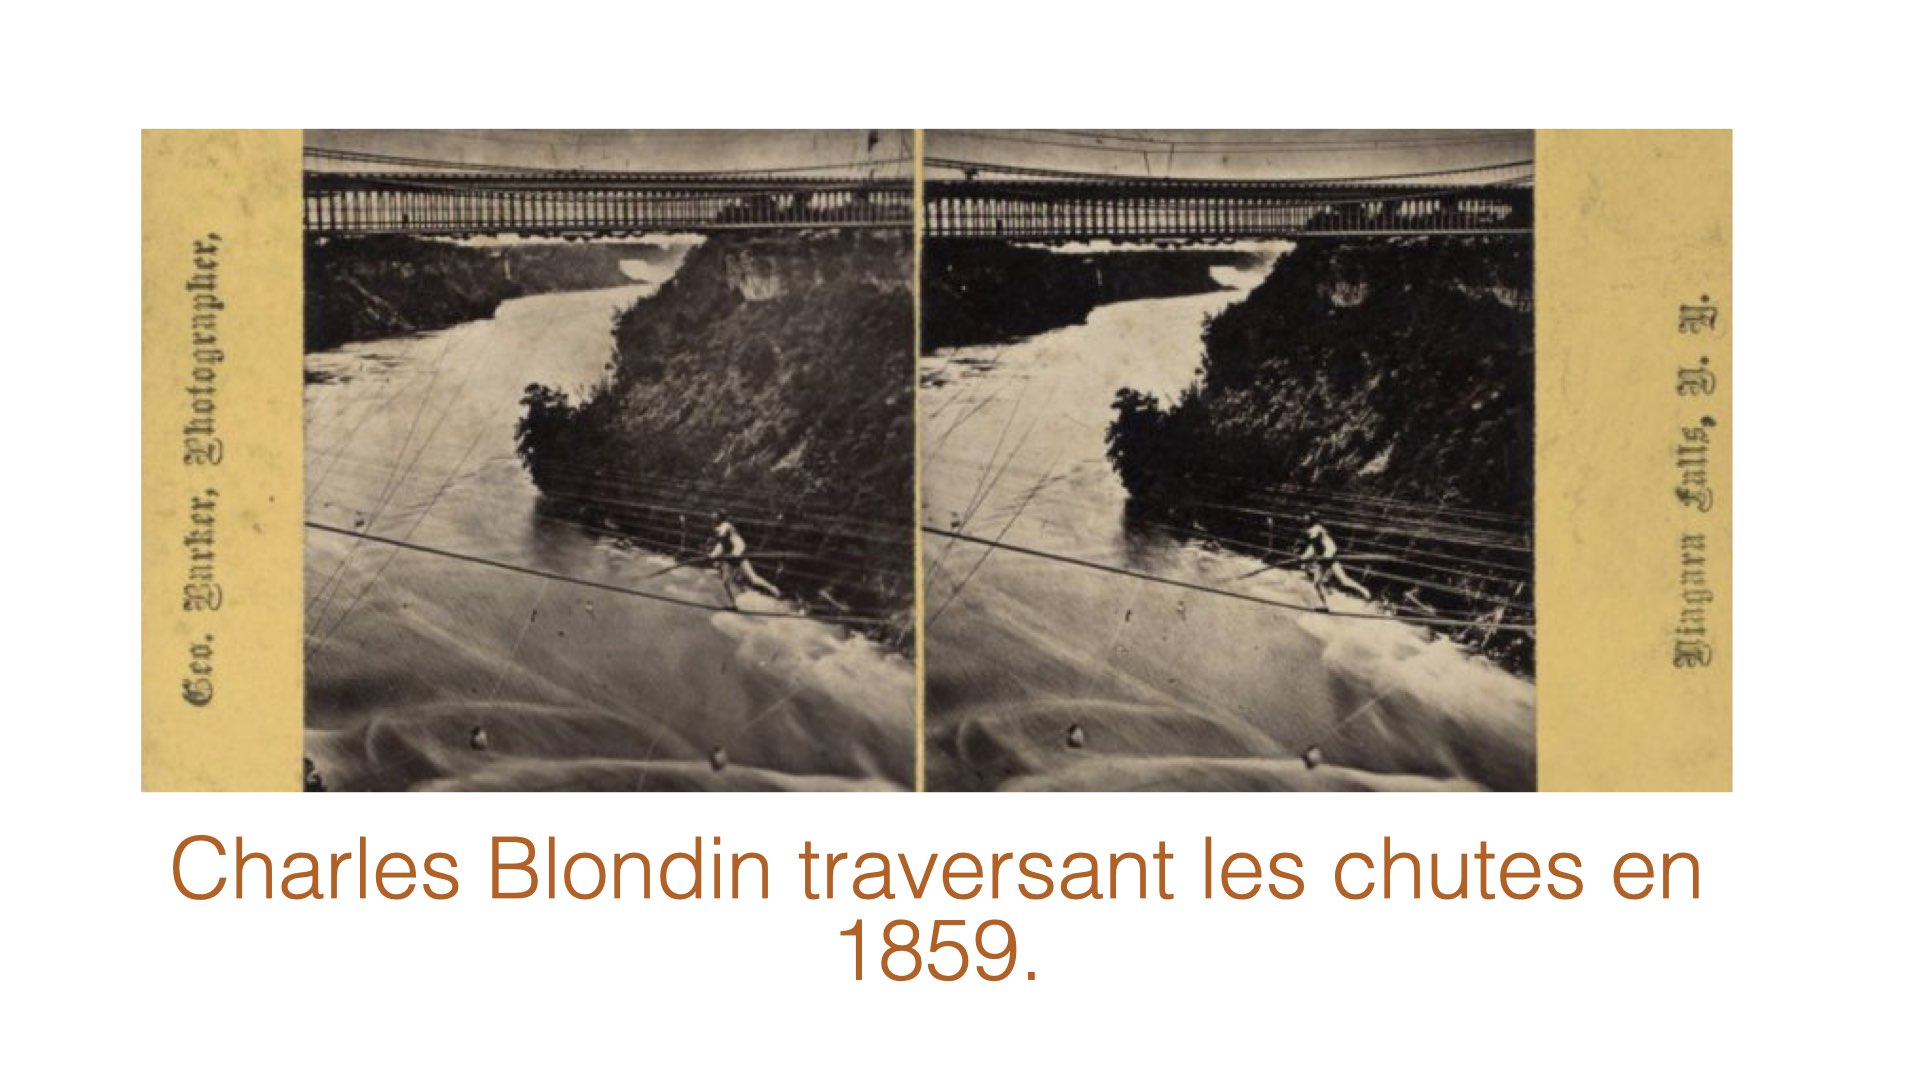 Geo. Barker, Photographer,
Niagara Falls, N. Y.
Charles Blondin traversant les chutes en
1859.